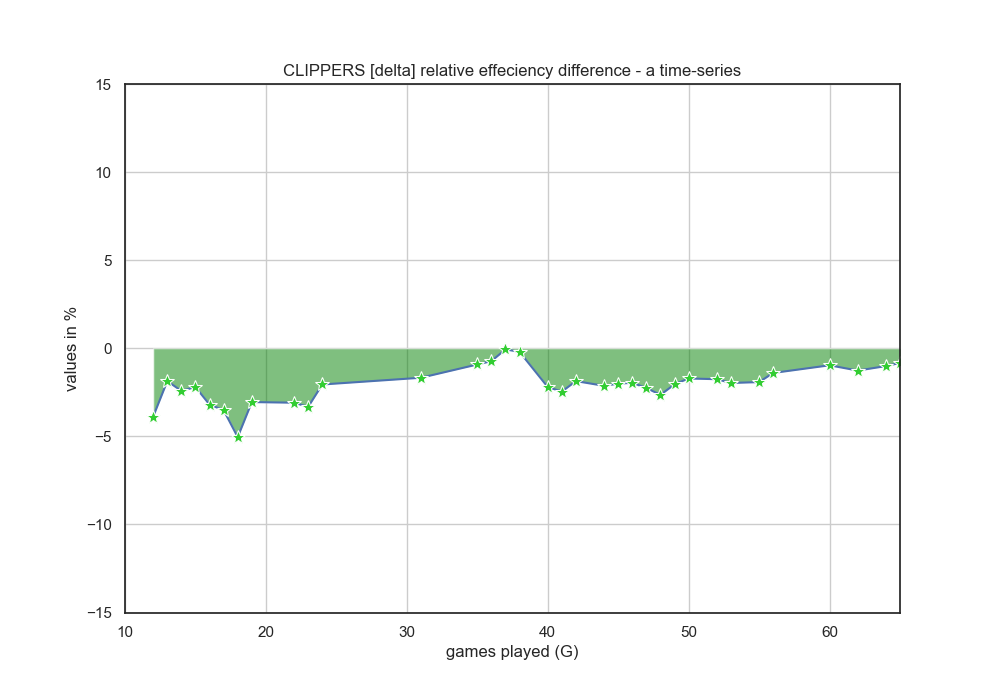 CLIPPERS [delta] relative effeciency difference - a time-series
15
10
5
0
−5
−10
−15
values in %
10 20 30 40 50 60
games played (G)